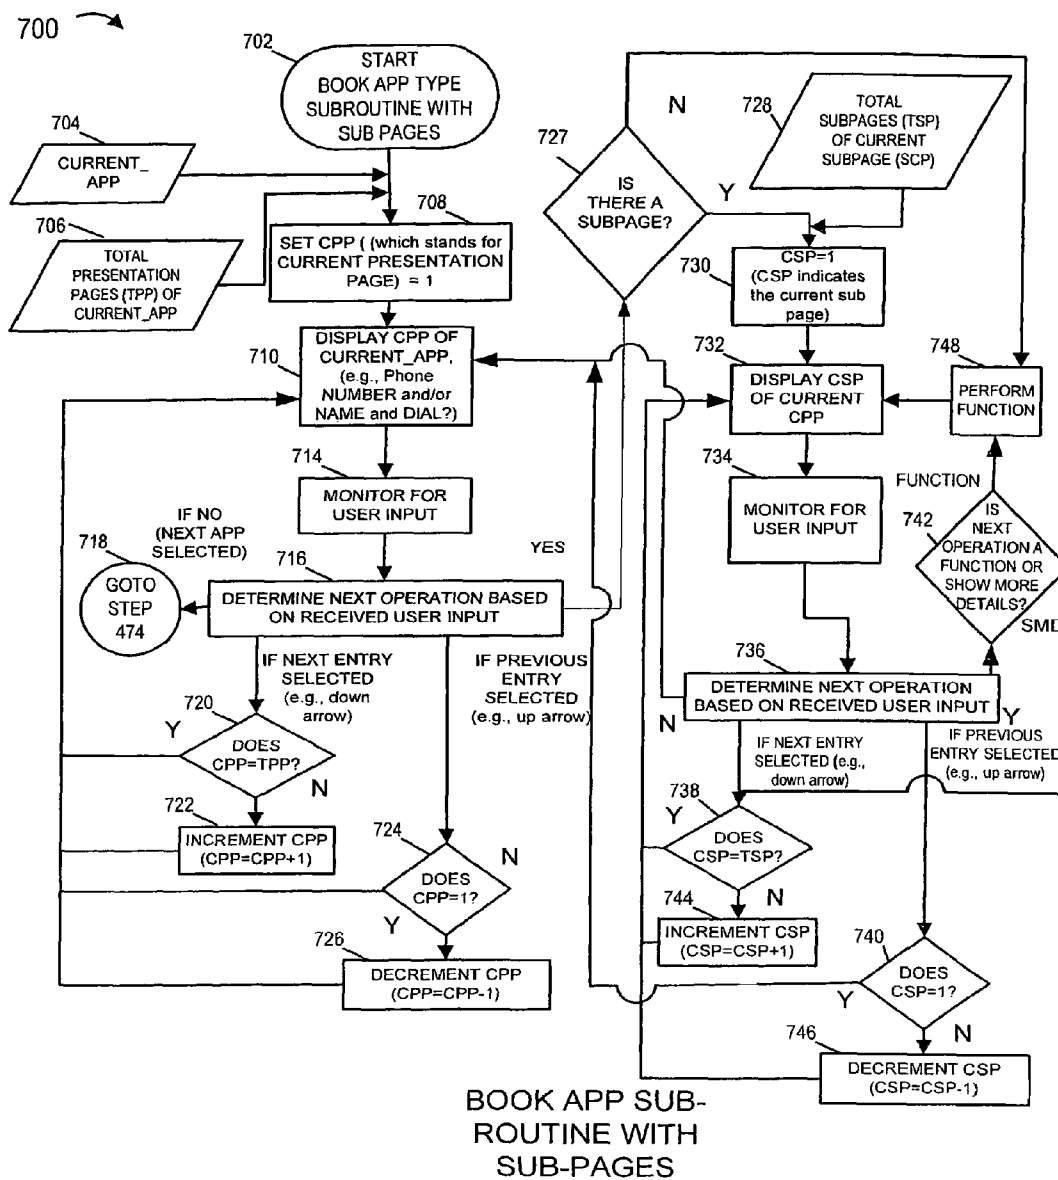 700
702
START
BOOK APP TYPE
SUBROUTINE WITH
SUB PAGES
704
CURRENT_
APP
706
TOTAL
PRESENTATION
PAGES (TPP) OF
CURRENT_APP
708
SET CPP ( (which stands for
CURRENT PRESENTATION
PAGE) = 1
710
DISPLAY CPP OF
CURRENT_APP,
(e.g., Phone
NUMBER and/or
NAME and DIAL?)
714
MONITOR FOR
USER INPUT
IF NO
(NEXT APP
SELECTED)
718
GOTO
STEP
474
716
DETERMINE NEXT OPERATION BASED
ON RECEIVED USER INPUT
YES
IF NEXT ENTRY
SELECTED
(e.g., down
arrow)
IF PREVIOUS
ENTRY
SELECTED
(e.g., up arrow)
720
Y
DOES
CPP=TPP?
N
722
INCREMENT CPP
(CPP=CPP+1)
724
N
DOES
CPP=1?
Y
726
DECREMENT CPP
(CPP=CPP-1)
727
N
IS
THERE A
SUBPAGE?
Y
728
TOTAL
SUBPAGES (TSP)
OF CURRENT
SUBPAGE (SCP)
730
CSP=1
(CSP indicates
the current sub
page)
732
DISPLAY CSP
OF CURRENT
CPP
748
PERFORM
FUNCTION
734
MONITOR FOR
USER INPUT
FUNCTION
742
IS
NEXT
OPERATION A
FUNCTION OR
SHOW MORE
DETAILS?
SMD
736
DETERMINE NEXT OPERATION
BASED ON RECEIVED USER INPUT
N
Y
IF NEXT ENTRY
SELECTED (e.g.,
down arrow)
IF PREVIOUS
ENTRY SELECTED
(e.g., up arrow)
738
Y
DOES
CSP=TSP?
N
744
INCREMENT CSP
(CSP=CSP+1)
740
DOES
CSP=1?
Y
N
746
DECREMENT CSP
(CSP=CSP-1)
BOOK APP SUB-
ROUTINE WITH
SUB-PAGES